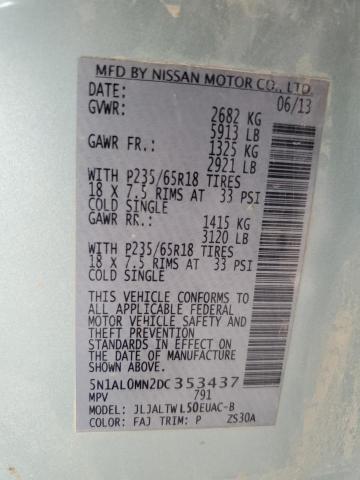 MFD BY NISSAN MOTOR CO., LTD.
DATE: 06/13
GVWR: 2682 KG
5913 LB
GAWR FR.: 1325 KG
2921 LB
WITH P235/65R18 TIRES
18 X 7.5 RIMS AT 33 PSI
COLD SINGLE
GAWR RR.: 1415 KG
3120 LB
WITH P235/65R18 TIRES
18 X 7.5 RIMS AT 33 PSI
COLD SINGLE
THIS VEHICLE CONFORMS TO
ALL APPLICABLE FEDERAL
MOTOR VEHICLE SAFETY AND
THEFT PREVENTION
STANDARDS IN EFFECT ON
THE DATE OF MANUFACTURE
SHOWN ABOVE.
5N1AL0MN2DC353437
MPV 791
MODEL: JLJALTWL50EUAC-B
COLOR: FAJ TRIM: P ZS30A